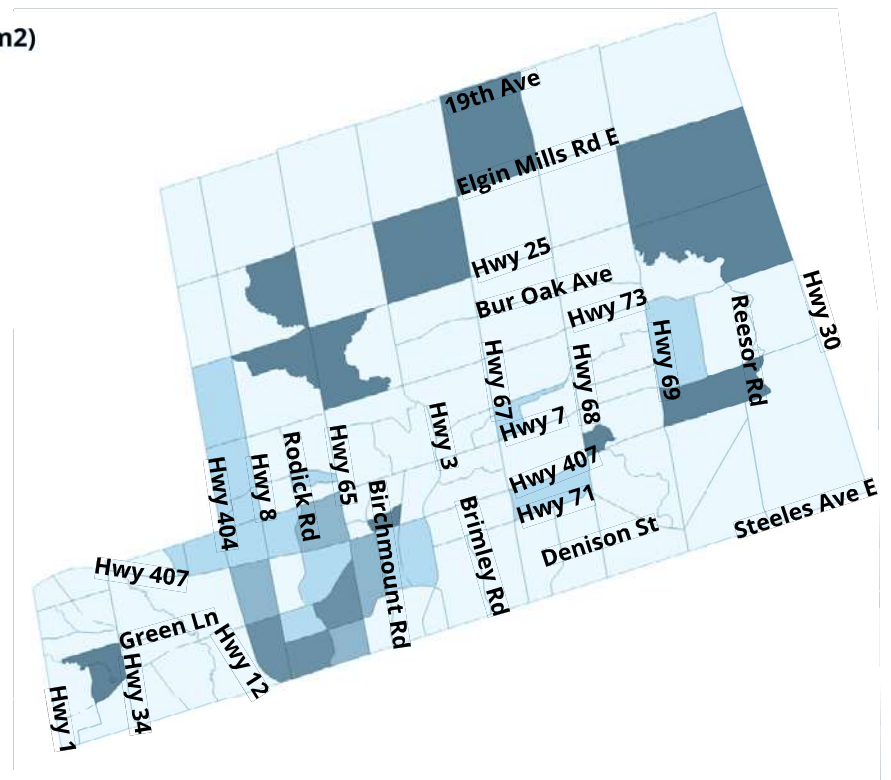 m2)
19th Ave
Elgin Mills Rd E
Hwy 25
Bur Oak Ave
Hwy 73
Hwy 30
Reesor Rd
Hwy 69
Hwy 68
Hwy 67
Hwy 7
Hwy 3
Hwy 65
Rodick Rd
Hwy 8
Hwy 404
Birchmount Rd
Hwy 407
Hwy 71
Brimley Rd
Denison St
Steeles Ave E
Hwy 407
Green Ln
Hwy 12
Hwy 34
Hwy 1